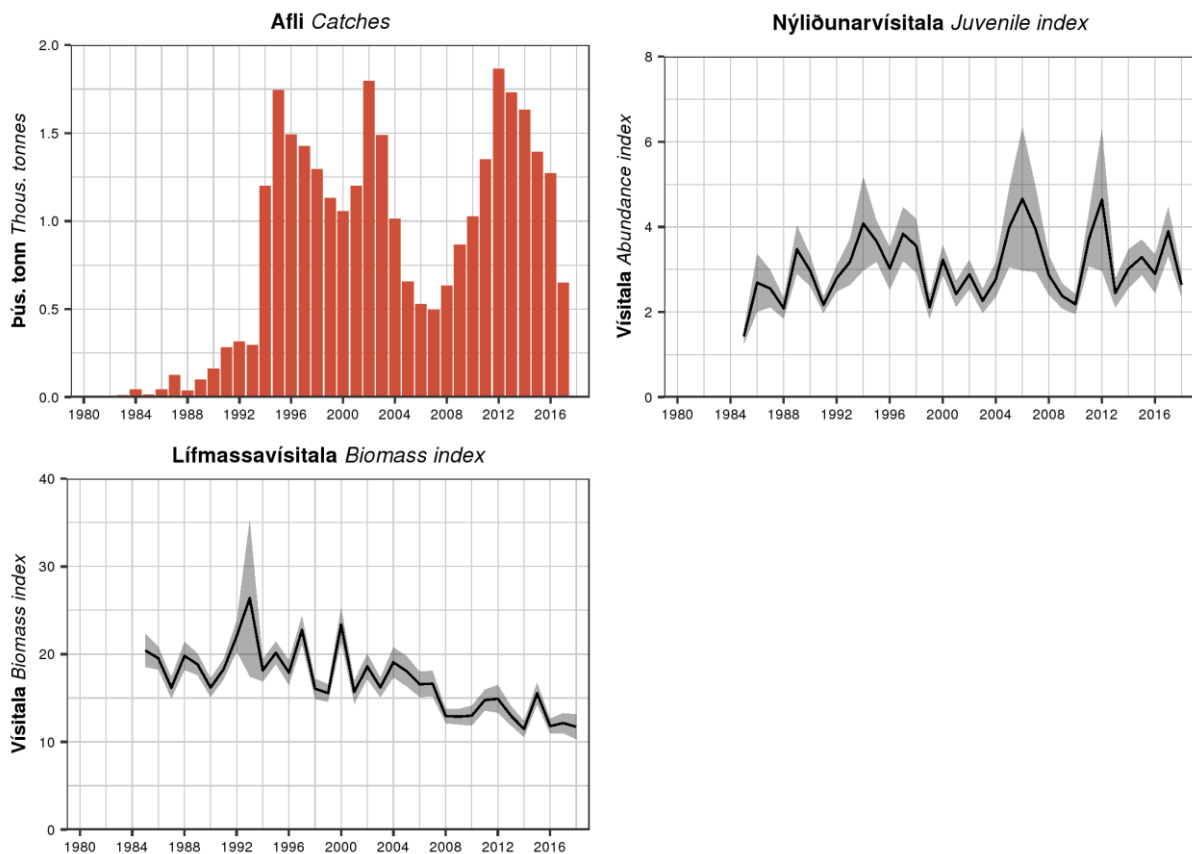 Afli Catches
Þús. tonn Thous. tonnes
2.0
1.5
1.0
0.5
0.0
1980 1984 1988 1992 1996 2000 2004 2008 2012 2016
Nýliðunarvísitala Juvenile index
Vísitala Abundance index
8
6
4
2
0
1980 1984 1988 1992 1996 2000 2004 2008 2012 2016
Lífmassavísitala Biomass index
Vísitala Biomass index
40
30
20
10
0
1980 1984 1988 1992 1996 2000 2004 2008 2012 2016